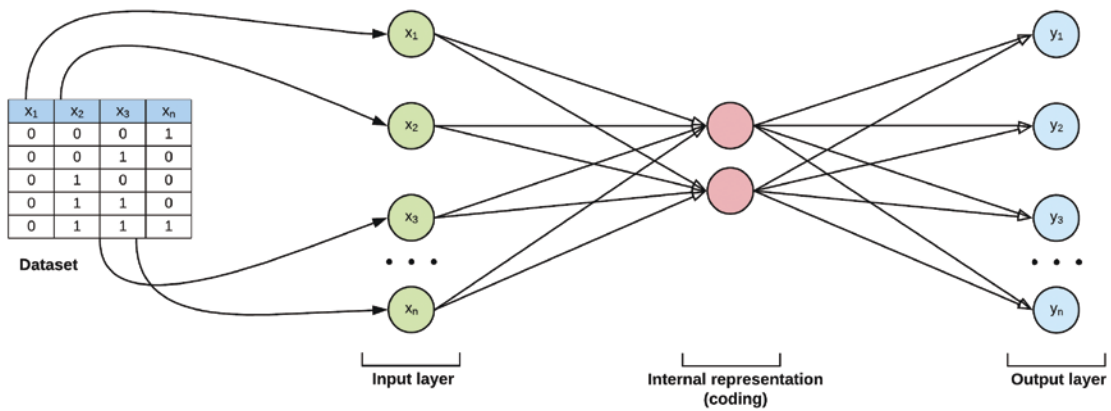 x1 x2 x3 xn
0 0 0 1
0 0 1 0
0 1 0 0
0 1 1 0
0 1 1 1
Dataset
x1
x2
x3
• • •
xn
Input layer
Internal representation
(coding)
y1
y2
y3
• • •
yn
Output layer